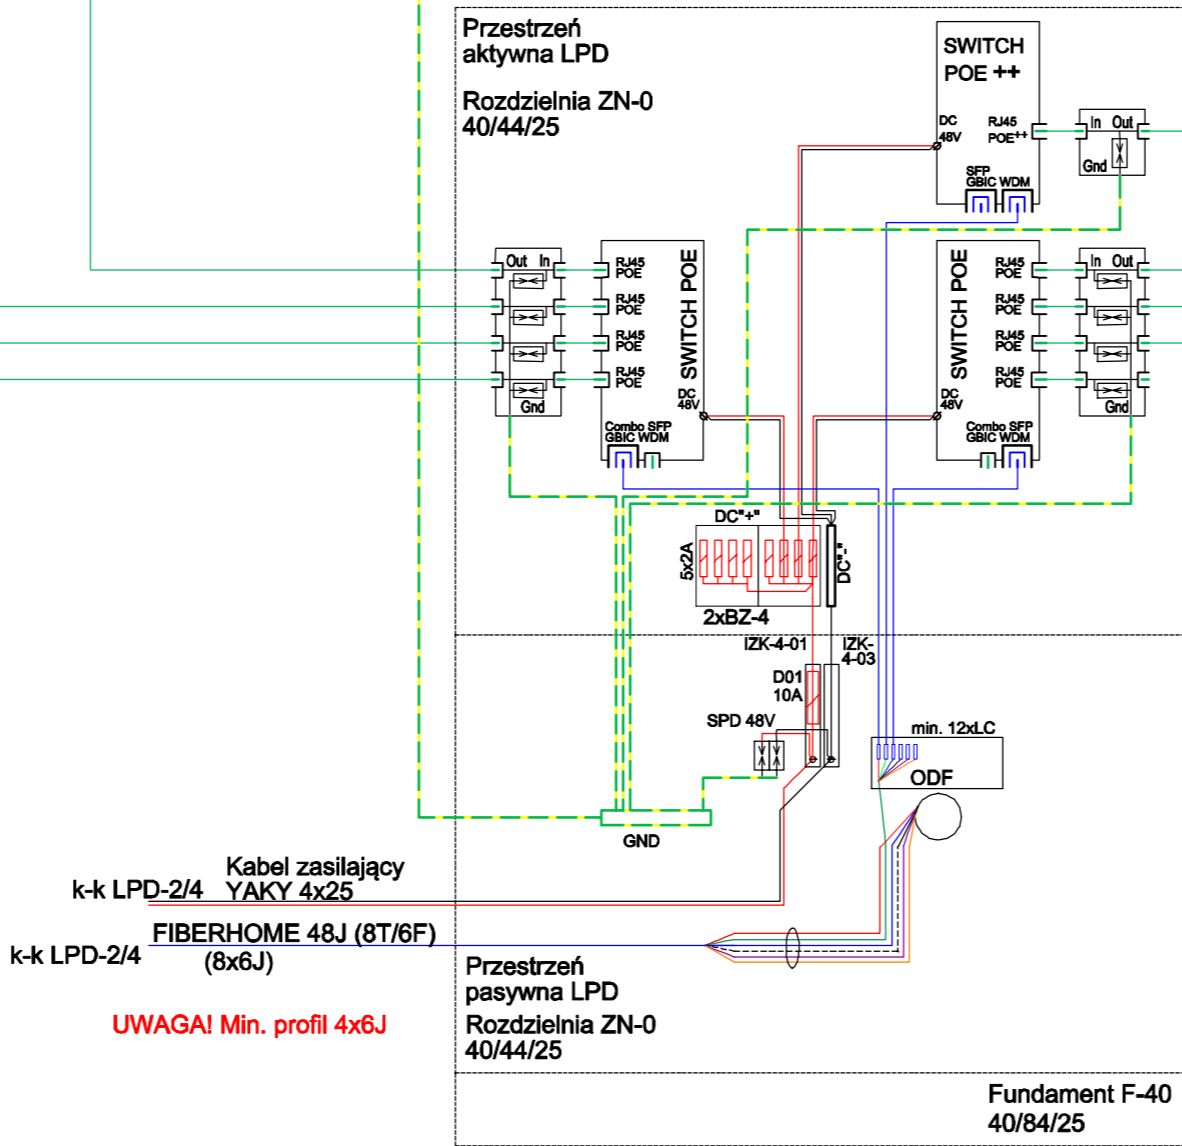 Przestrzeń
aktywna LPD
Rozdzielnia ZN-0
40/44/25
SWITCH
POE ++
DC
48V
RJ45
POE++
SFP
GBIC WDM
In Out
Gnd
Out In
Gnd
RJ45
POE
RJ45
POE
RJ45
POE
RJ45
POE
SWITCH POE
DC
48V
Combo SFP
GBIC WDM
SWITCH POE
RJ45
POE
RJ45
POE
RJ45
POE
RJ45
POE
DC
48V
Combo SFP
GBIC WDM
In Out
Gnd
DC"+"
5x2A
DC"-"
2xBZ-4
IZK-4-01
IZK-
4-03
D01
10A
SPD 48V
min. 12xLC
ODF
GND
Kabel zasilający
k-k LPD-2/4 YAKY 4x25
FIBERHOME 48J (8T/6F)
k-k LPD-2/4 (8x6J)
UWAGA! Min. profil 4x6J
Przestrzeń
pasywna LPD
Rozdzielnia ZN-0
40/44/25
Fundament F-40
40/84/25